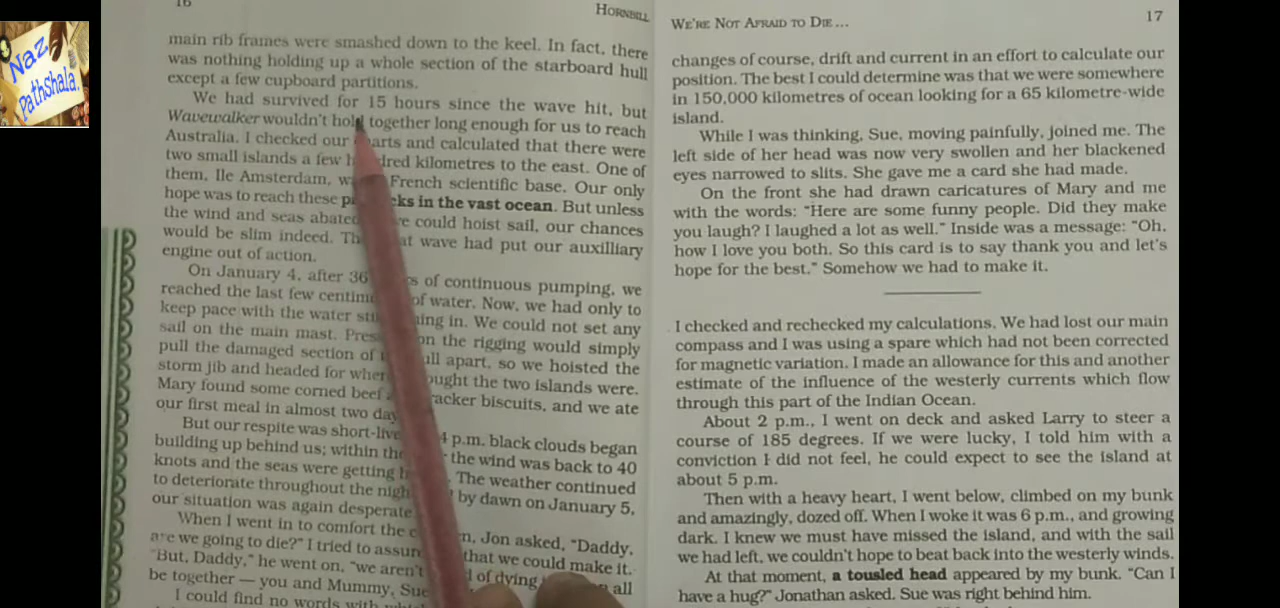 Naz
Pathshala.
16
HORNBILL
main rib frames were smashed down to the keel. In fact, there
was nothing holding up a whole section of the starboard hull
except a few cupboard partitions.
We had survived for 15 hours since the wave hit, but
Wavewalker wouldn't hold together long enough for us to reach
Australia. I checked our charts and calculated that there were
two small islands a few hundred kilometres to the east. One of
them, Ile Amsterdam, French scientific base. Our only
hope was to reach these in the vast ocean. But unless
the wind and seas abated could hoist sail, our chances
would be slim indeed. wave had put our auxilliary
engine out of action.
On January 4, after 36 of continuous pumping, we
reached the last few of water. Now, we had only to
keep pace with the water in. We could not set any
sail on the main mast. on the rigging would simply
pull the damaged section of apart, so we hoisted the
storm jib and headed for the two islands were.
Mary found some corned beef biscuits, and we ate
our first meal in almost two
But our respite was 4 p.m. black clouds began
building up behind us; within the wind was back to 40
knots and the seas were getting The weather continued
to deteriorate throughout the by dawn on January 5,
our situation was again desperate
When I went in to comfort the Jon asked, "Daddy,
are we going to die?" I tried to that we could make it.
"But, Daddy," he went on, "we aren't of dying all
be together — you and Mummy, Sue
I could find no words with
WE'RE NOT AFRAID TO DIE ...
17
changes of course, drift and current in an effort to calculate our
position. The best I could determine was that we were somewhere
in 150,000 kilometres of ocean looking for a 65 kilometre-wide
island.
While I was thinking, Sue, moving painfully, joined me. The
left side of her head was now very swollen and her blackened
eyes narrowed to slits. She gave me a card she had made.
On the front she had drawn caricatures of Mary and me
with the words: "Here are some funny people. Did they make
you laugh? I laughed a lot as well." Inside was a message: "Oh,
how I love you both. So this card is to say thank you and let's
hope for the best." Somehow we had to make it.
I checked and rechecked my calculations. We had lost our main
compass and I was using a spare which had not been corrected
for magnetic variation. I made an allowance for this and another
estimate of the influence of the westerly currents which flow
through this part of the Indian Ocean.
About 2 p.m., I went on deck and asked Larry to steer a
course of 185 degrees. If we were lucky, I told him with a
conviction I did not feel, he could expect to see the island at
about 5 p.m.
Then with a heavy heart, I went below, climbed on my bunk
and amazingly, dozed off. When I woke it was 6 p.m., and growing
dark. I knew we must have missed the island, and with the sail
we had left, we couldn't hope to beat back into the westerly winds.
At that moment, a tousled head appeared by my bunk. "Can I
have a hug?" Jonathan asked. Sue was right behind him.